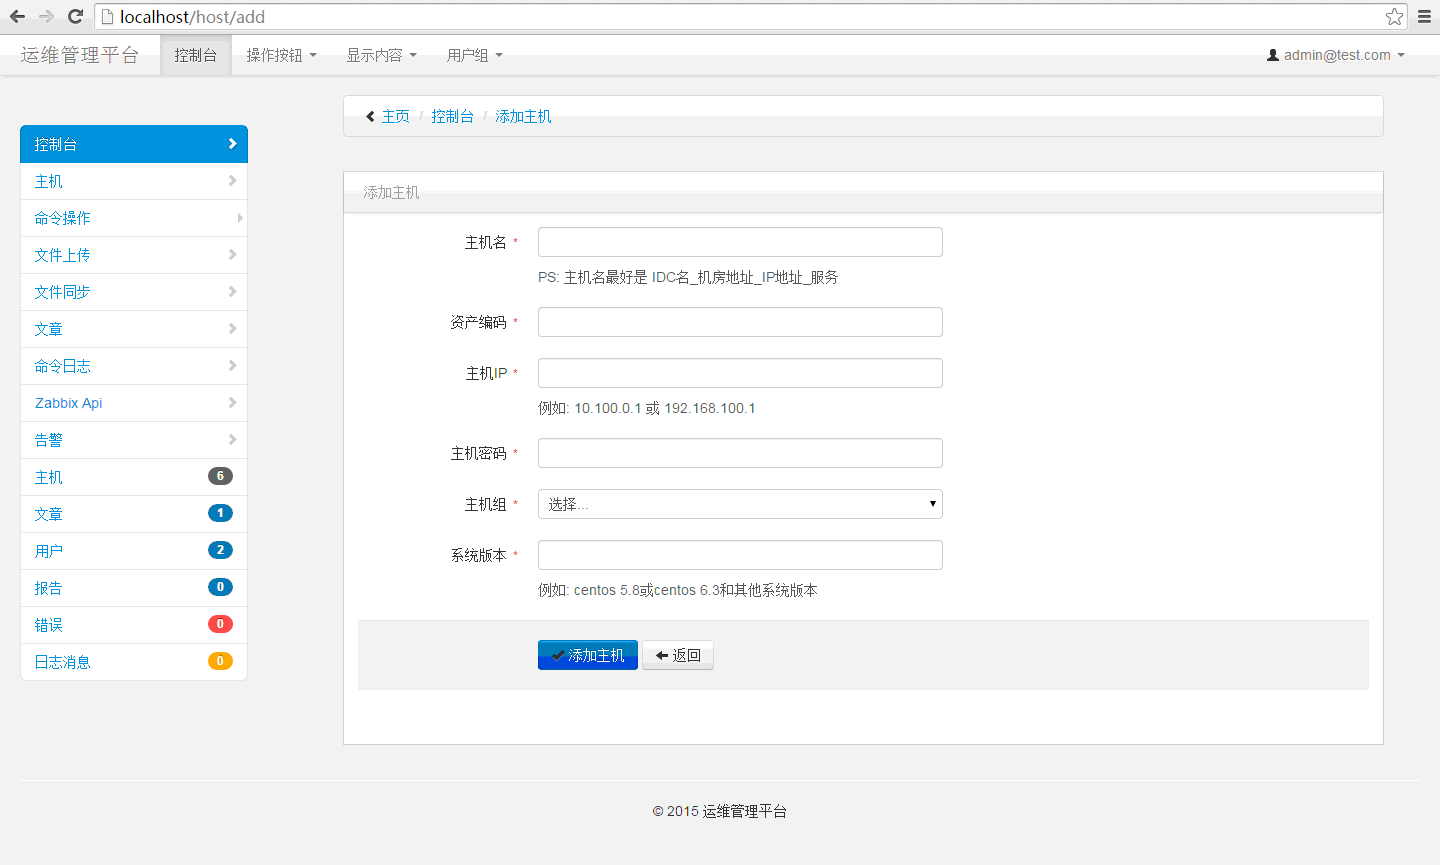 localhost/host/add
运维管理平台 控制台 操作按钮 显示内容 用户组 admin@test.com
主页 / 控制台 / 添加主机
控制台
主机
命令操作
文件上传
文件同步
文章
命令日志
Zabbix Api
告警
主机 6
文章 1
用户 2
报告 0
错误 0
日志消息 0
添加主机
主机名 *
PS: 主机名最好是 IDC名_机房地址_IP地址_服务
资产编码 *
主机IP *
例如: 10.100.0.1 或 192.168.100.1
主机密码 *
主机组 * 选择...
系统版本 *
例如: centos 5.8或centos 6.3和其他系统版本
添加主机 返回
© 2015 运维管理平台